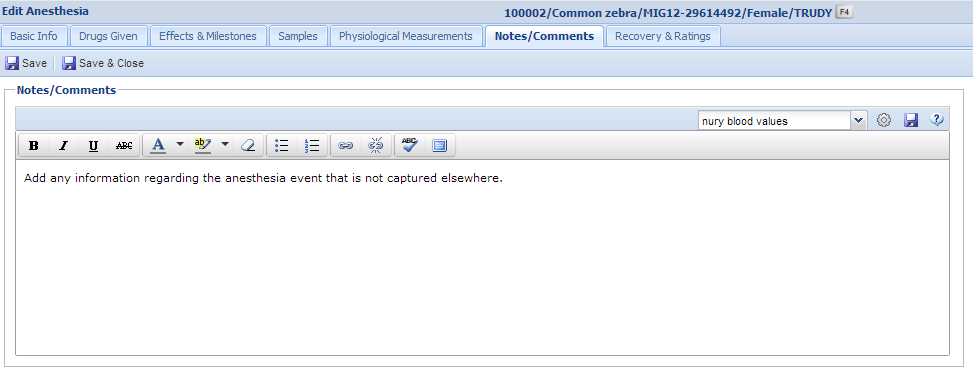 Edit Anesthesia 100002/Common zebra/MIG12-29614492/Female/TRUDY F4
Basic Info Drugs Given Effects & Milestones Samples Physiological Measurements Notes/Comments Recovery & Ratings
Save Save & Close
Notes/Comments
nury blood values
B I U ABC A ab ABC
Add any information regarding the anesthesia event that is not captured elsewhere.